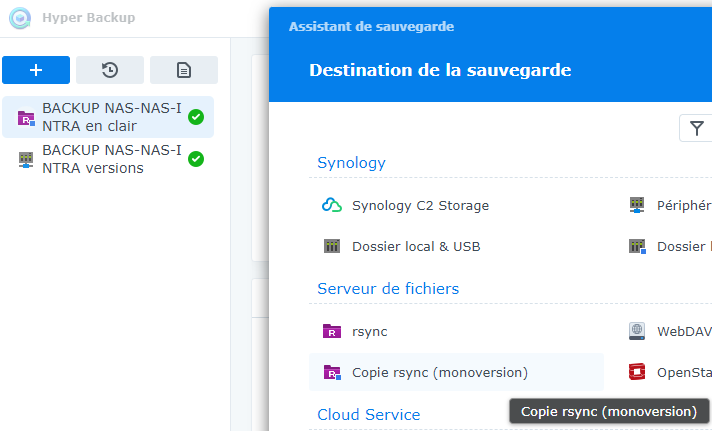 Hyper Backup
BACKUP NAS-NAS-I
NTRA en clair
BACKUP NAS-NAS-I
NTRA versions
Assistant de sauvegarde
Destination de la sauvegarde
Synology
Synology C2 Storage
Périphér
Dossier local & USB
Dossier l
Serveur de fichiers
R rsync
WebDAV
R Copie rsync (monoversion)
OpenSta
Cloud Service
Copie rsync (monoversion)